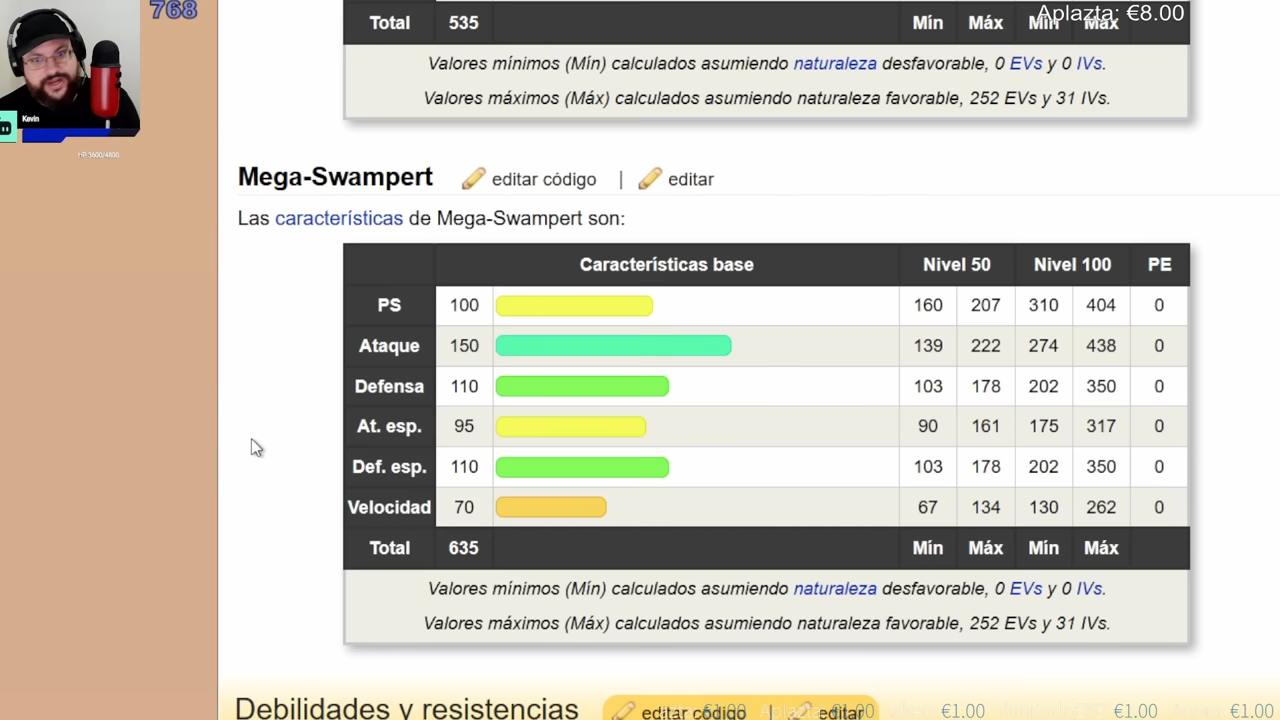 768
Kevin
HP 5600/4800
Aplazta: €8.00
Total 535 Mín Máx Mín Máx
Valores mínimos (Mín) calculados asumiendo naturaleza desfavorable, 0 EVs y 0 IVs.
Valores máximos (Máx) calculados asumiendo naturaleza favorable, 252 EVs y 31 IVs.
Mega-Swampert editar código | editar
Las características de Mega-Swampert son:
Características base Nivel 50 Nivel 100 PE
PS 100 160 207 310 404 0
Ataque 150 139 222 274 438 0
Defensa 110 103 178 202 350 0
At. esp. 95 90 161 175 317 0
Def. esp. 110 103 178 202 350 0
Velocidad 70 67 134 130 262 0
Total 635 Mín Máx Mín Máx
Valores mínimos (Mín) calculados asumiendo naturaleza desfavorable, 0 EVs y 0 IVs.
Valores máximos (Máx) calculados asumiendo naturaleza favorable, 252 EVs y 31 IVs.
Debilidades y resistencias editar código | editar
€1.00 €1.00 €1.00 €1.00 €1.00